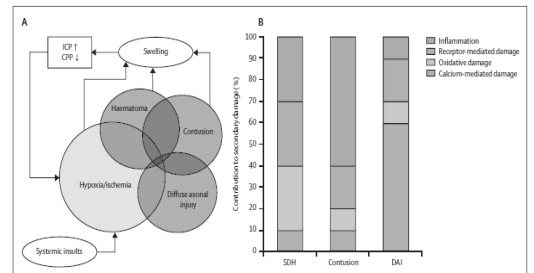 A
ICP ↑
CPP ↓
Swelling
Haematoma
Contusion
Hypoxia/ischemia
Diffuse axonal
injury
Systemic insults
B
Contribution to secondary damage (%)
100
90
80
70
60
50
40
30
20
10
0
SDH
Contusion
DAI
Inflammation
Receptor-mediated damage
Oxidative damage
Calcium-mediated damage